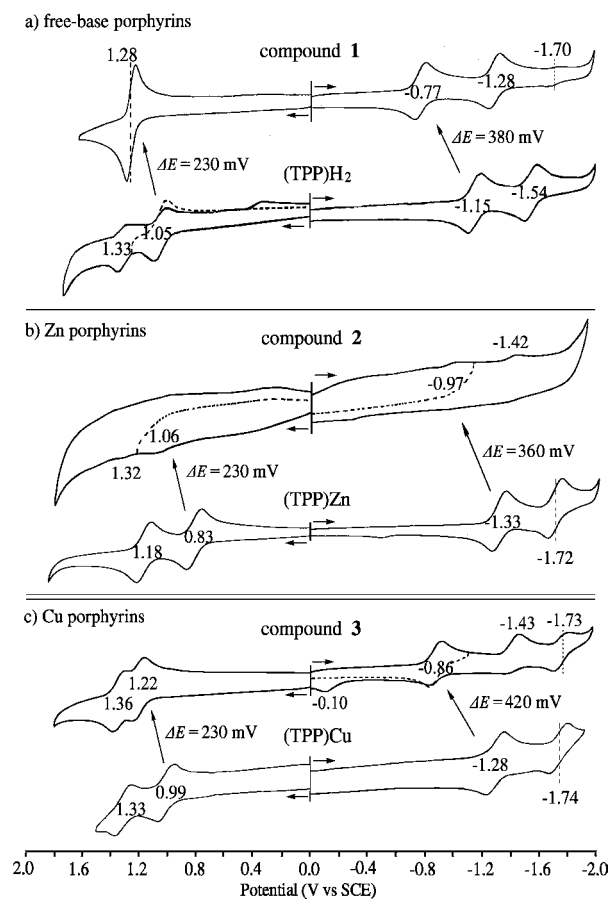 a) free-base porphyrins
compound 1
1.28
-1.70
-0.77
-1.28
ΔE = 230 mV
ΔE = 380 mV
(TPP)H2
1.33
1.05
-1.15
-1.54
b) Zn porphyrins
compound 2
-1.42
-0.97
1.06
1.32
ΔE = 230 mV
ΔE = 360 mV
(TPP)Zn
1.18
0.83
-1.33
-1.72
c) Cu porphyrins
compound 3
-1.43
-1.73
1.22
1.36
-0.86
-0.10
ΔE = 230 mV
ΔE = 420 mV
(TPP)Cu
1.33
0.99
-1.28
-1.74
2.0 1.6 1.2 0.8 0.4 0.0 -0.4 -0.8 -1.2 -1.6 -2.0
Potential (V vs SCE)